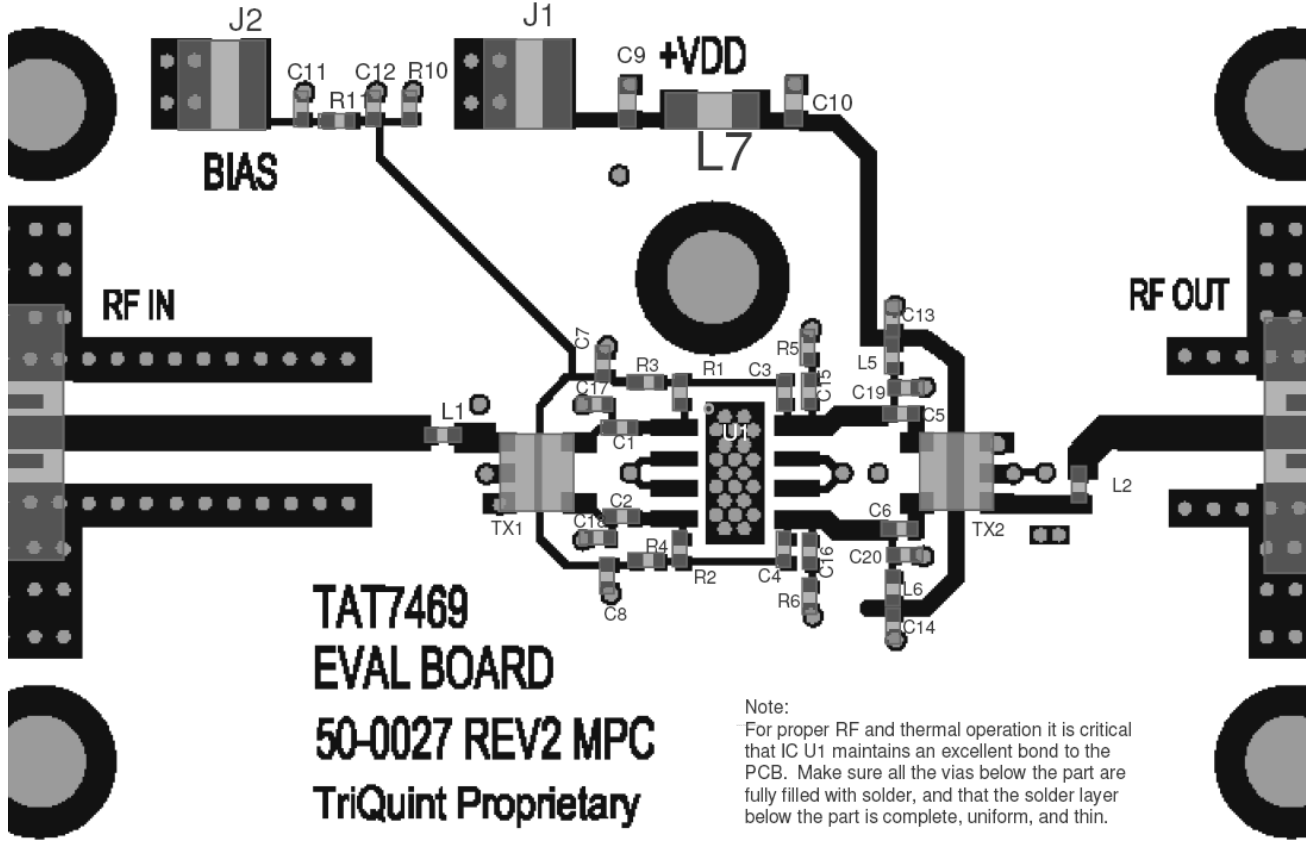 J2
J1
C9
+VDD
C11
C12
R10
R11
C10
L7
BIAS
RF IN
RF OUT
C7
C13
R5
L5
R3
R1
C3
C15
C17
C19
L1
C1
U1
C5
C2
C6
L2
TX1
C18
TX2
R4
R2
C4
C16
C20
R6
L6
C8
C14
TAT7469
EVAL BOARD
50-0027 REV2 MPC
TriQuint Proprietary
Note:
For proper RF and thermal operation it is critical
that IC U1 maintains an excellent bond to the
PCB. Make sure all the vias below the part are
fully filled with solder, and that the solder layer
below the part is complete, uniform, and thin.